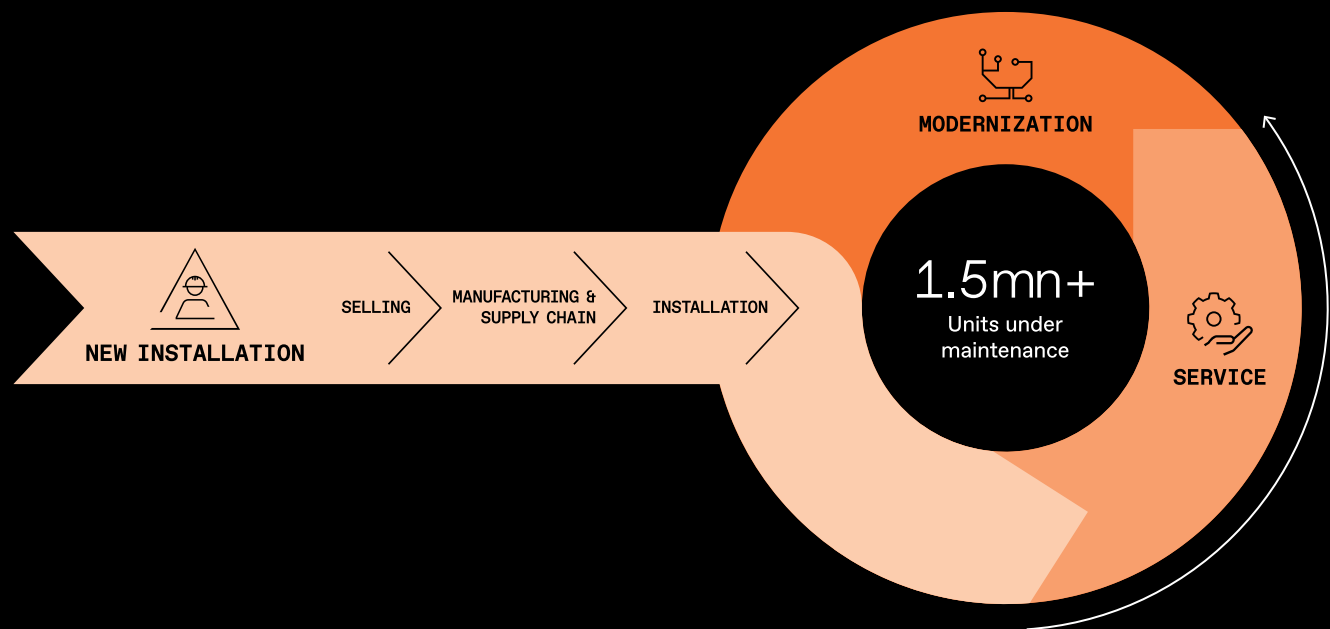 NEW INSTALLATION
SELLING
MANUFACTURING &
SUPPLY CHAIN
INSTALLATION
MODERNIZATION
1.5mn+
Units under
maintenance
SERVICE